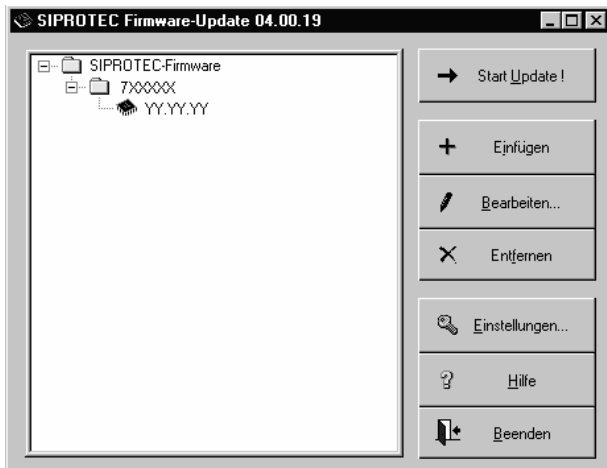 SIPROTEC Firmware-Update 04.00.19
SIPROTEC-Firmware
7XXXXX
YY.YY.YY
Start Update !
Einfügen
Bearbeiten...
Entfernen
Einstellungen...
Hilfe
Beenden